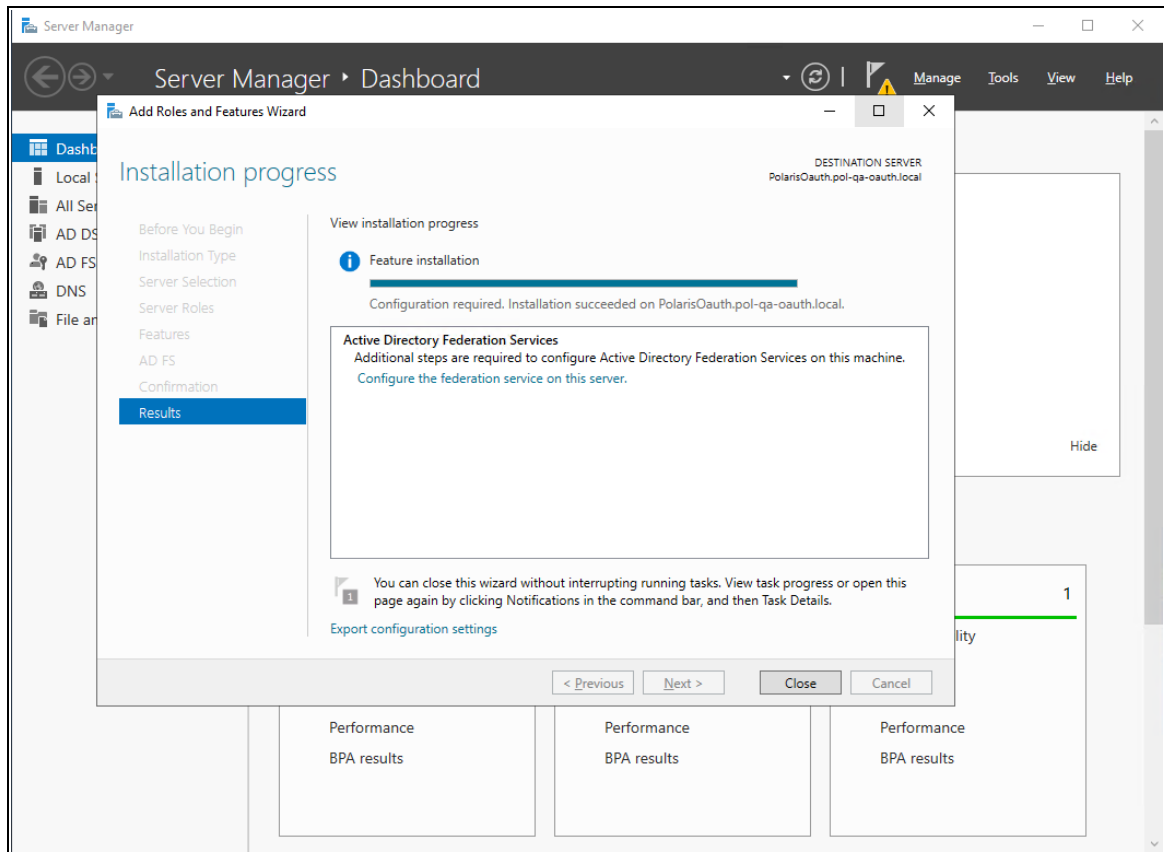 Server Manager
Server Manager ‣ Dashboard
Manage Tools View Help
Add Roles and Features Wizard
Installation progress
DESTINATION SERVER
PolarisOauth.pol-qa-oauth.local
Dashb
Local
All Ser
AD DS
AD FS
DNS
File an
Before You Begin
Installation Type
Server Selection
Server Roles
Features
AD FS
Confirmation
Results
View installation progress
Feature installation
Configuration required. Installation succeeded on PolarisOauth.pol-qa-oauth.local.
Active Directory Federation Services
Additional steps are required to configure Active Directory Federation Services on this machine.
Configure the federation service on this server.
Hide
1
You can close this wizard without interrupting running tasks. View task progress or open this
page again by clicking Notifications in the command bar, and then Task Details.
Export configuration settings
1
lity
< Previous Next > Close Cancel
Performance Performance Performance
BPA results BPA results BPA results